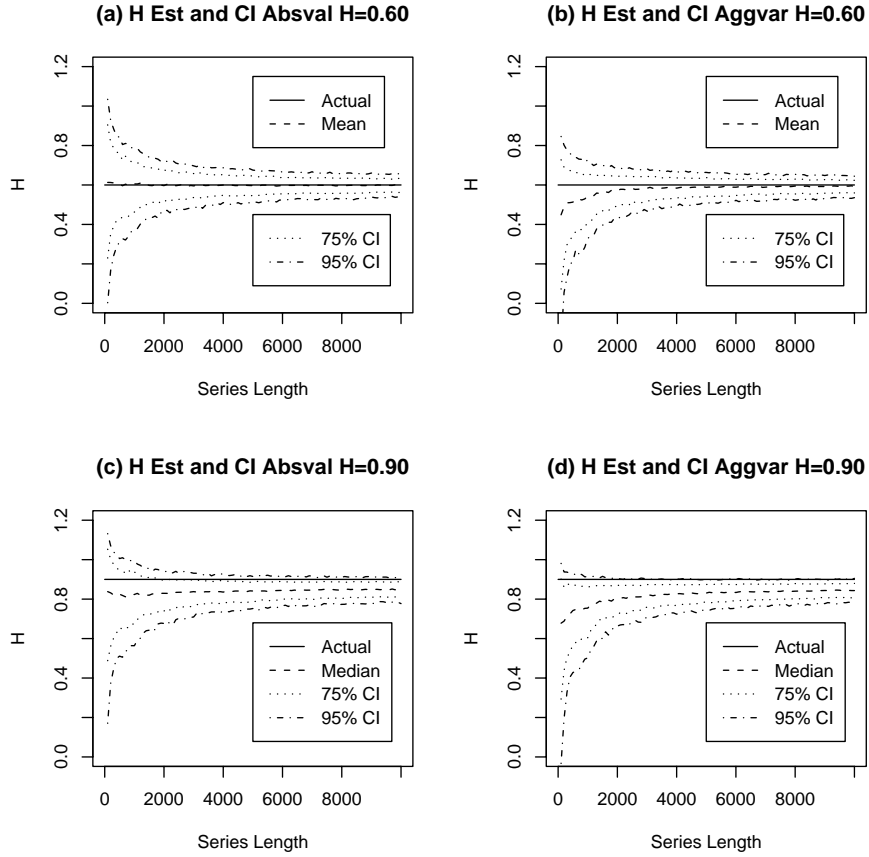 (a) H Est and CI Absval H=0.60
H
1.2
0.8
0.4
0.0
Actual
Mean
75% CI
95% CI
0 2000 4000 6000 8000
Series Length
(b) H Est and CI Aggvar H=0.60
H
1.2
0.8
0.4
0.0
Actual
Mean
75% CI
95% CI
0 2000 4000 6000 8000
Series Length
(c) H Est and CI Absval H=0.90
H
1.2
0.8
0.4
0.0
Actual
Median
75% CI
95% CI
0 2000 4000 6000 8000
Series Length
(d) H Est and CI Aggvar H=0.90
H
1.2
0.8
0.4
0.0
Actual
Median
75% CI
95% CI
0 2000 4000 6000 8000
Series Length